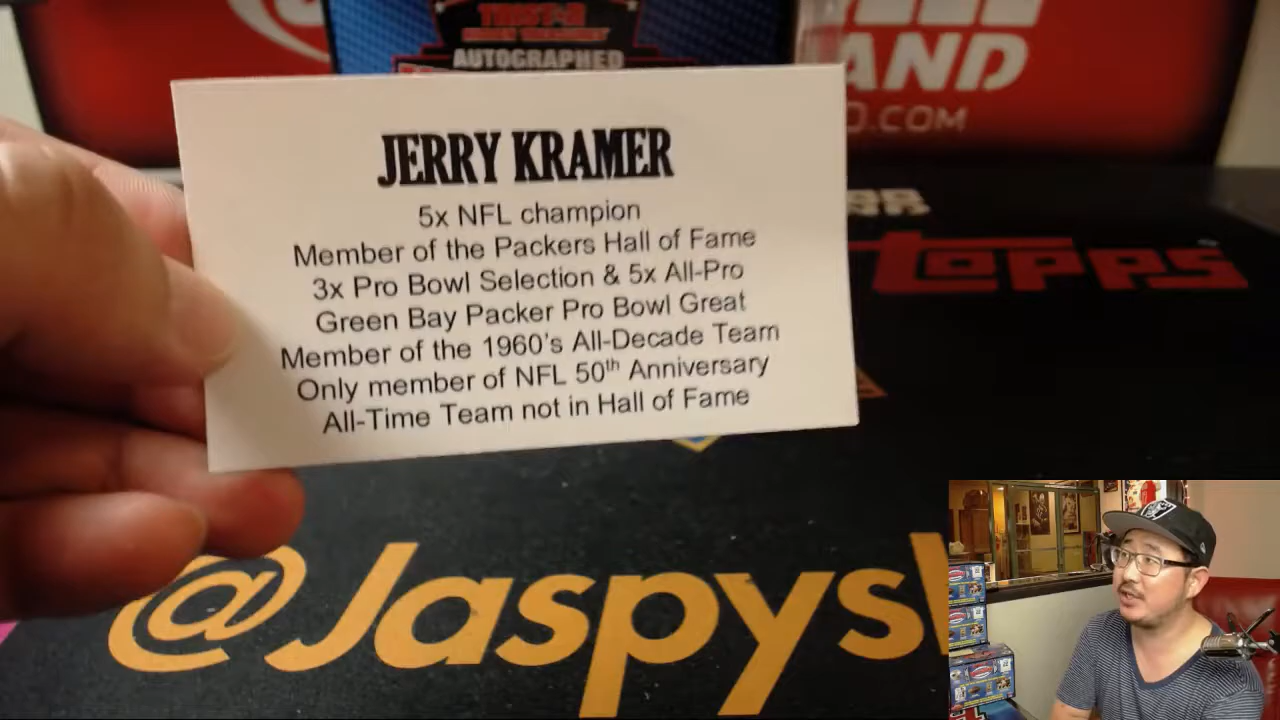 AUTOGRAPHED
AND
.COM
JERRY KRAMER
5x NFL champion
Member of the Packers Hall of Fame
3x Pro Bowl Selection & 5x All-Pro
Green Bay Packer Pro Bowl Great
Member of the 1960's All-Decade Team
Only member of NFL 50th Anniversary
All-Time Team not in Hall of Fame
topps
@Jaspys